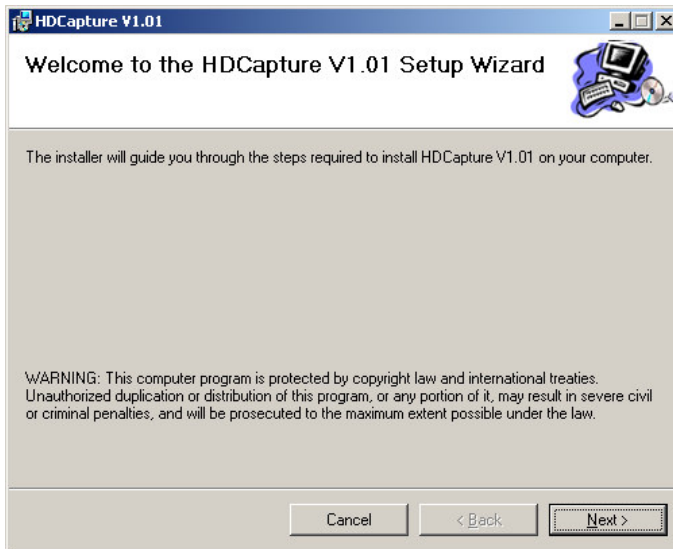 HDCapture V1.01
Welcome to the HDCapture V1.01 Setup Wizard
The installer will guide you through the steps required to install HDCapture V1.01 on your computer.
WARNING: This computer program is protected by copyright law and international treaties.
Unauthorized duplication or distribution of this program, or any portion of it, may result in severe civil
or criminal penalties, and will be prosecuted to the maximum extent possible under the law.
Cancel
< Back
Next >